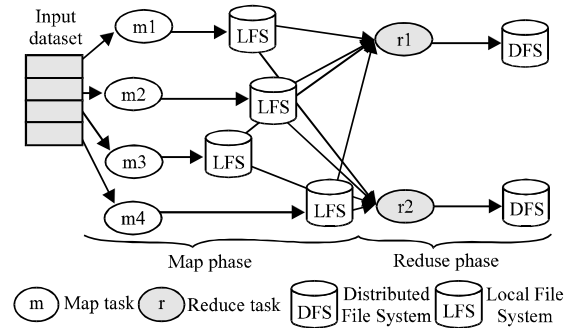 Input
dataset
m1
LFS
r1
DFS
m2
LFS
m3
LFS
m4
LFS
r2
DFS
Map phase
Reduse phase
m Map task
r Reduce task
DFS Distributed
File System
LFS Local File
System